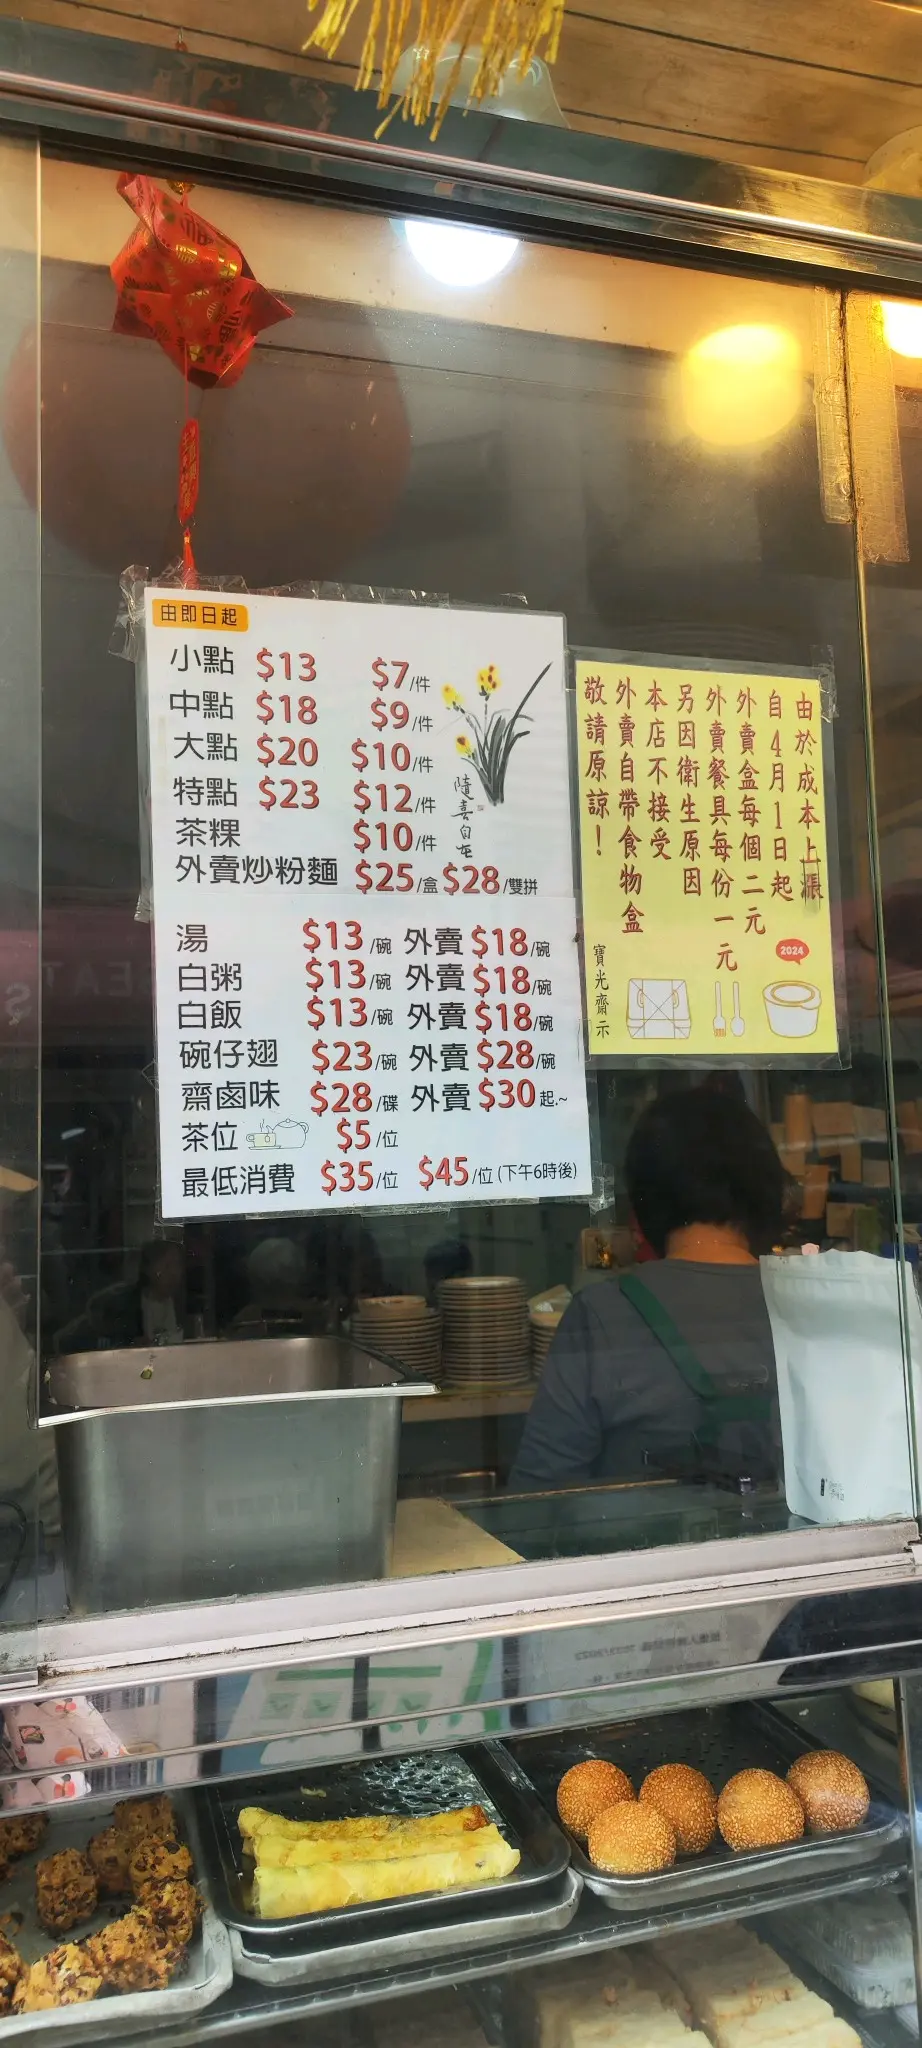 由即日起
小點 $13 $7/件
中點 $18 $9/件
大點 $20 $10/件
特點 $23 $12/件
茶粿 $10/件
外賣炒粉麵 $25/盒 $28/雙拼
隨喜自在
湯 $13/碗 外賣 $18/碗
白粥 $13/碗 外賣 $18/碗
白飯 $13/碗 外賣 $18/碗
碗仔翅 $23/碗 外賣 $28/碗
齋鹵味 $28/碟 外賣 $30起.~
茶位 $5/位
最低消費 $35/位 $45/位(下午6時後)
由於成本上漲
自4月1日起
外賣盒每個二元
外賣餐具每份一元
另因衛生原因
本店不接受
外賣自帶食物盒
敬請原諒！
寶光齋示
2024